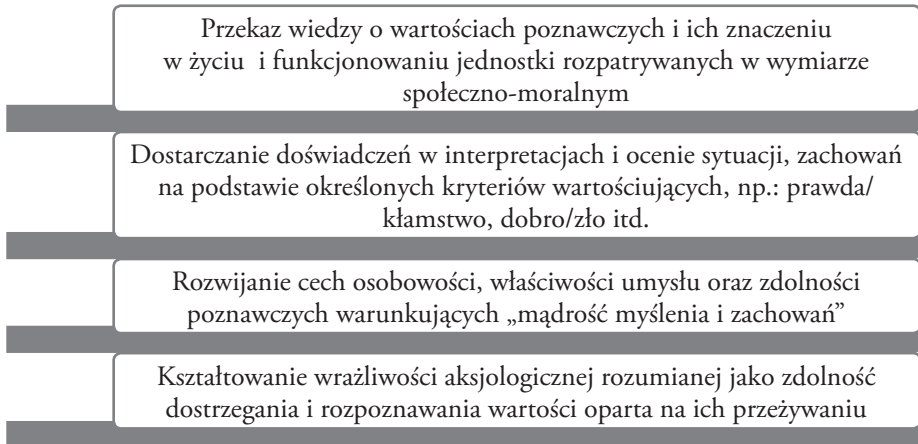 Przekaz wiedzy o wartościach poznawczych i ich znaczeniu
w życiu i funkcjonowaniu jednostki rozpatrywanych w wymiarze
społeczno-moralnym
Dostarczanie doświadczeń w interpretacjach i ocenie sytuacji, zachowań
na podstawie określonych kryteriów wartościujących, np.: prawda/
kłamstwo, dobro/zło itd.
Rozwijanie cech osobowości, właściwości umysłu oraz zdolności
poznawczych warunkujących „mądrość myślenia i zachowań”
Kształtowanie wrażliwości aksjologicznej rozumianej jako zdolność
dostrzegania i rozpoznawania wartości oparta na ich przeżywaniu